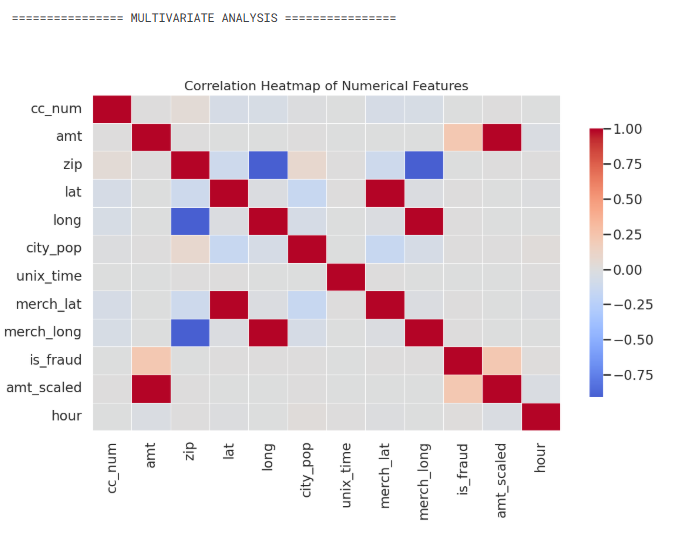 ================ MULTIVARIATE ANALYSIS ================
Correlation Heatmap of Numerical Features
cc_num
amt
zip
lat
long
city_pop
unix_time
merch_lat
merch_long
is_fraud
amt_scaled
hour
cc_num
amt
zip
lat
long
city_pop
unix_time
merch_lat
merch_long
is_fraud
amt_scaled
hour
1.00
0.75
0.50
0.25
0.00
−0.25
−0.50
−0.75